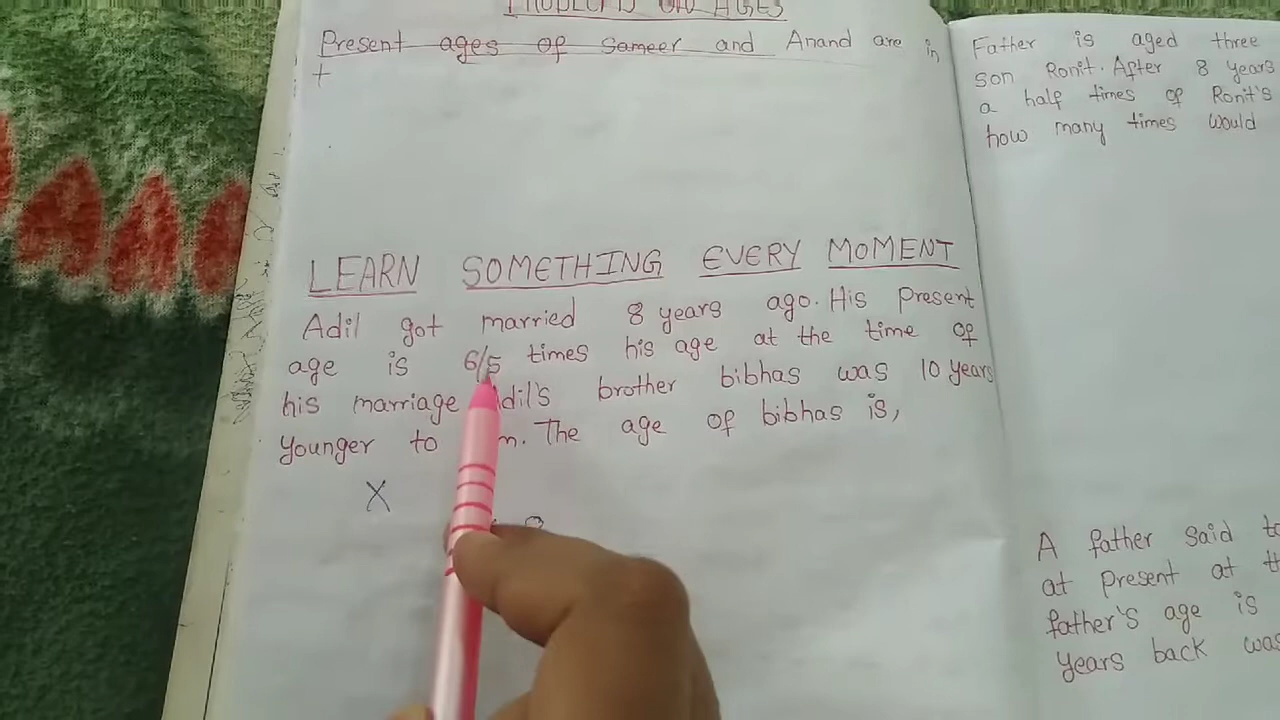 PROBLEMS ON AGES
Present ages of Sameer and Anand are in
+
LEARN SOMETHING EVERY MOMENT
Adil got married 8 years ago. His present
age is 6/5 times his age at the time of
his marriage dil's brother bibhas was 10 years
younger to m. The age of bibhas is,
X
Father is aged three
son Ronit. After 8 years
a half times of Ronit's
how many times would
A father said to
at present at th
father's age is
years back was